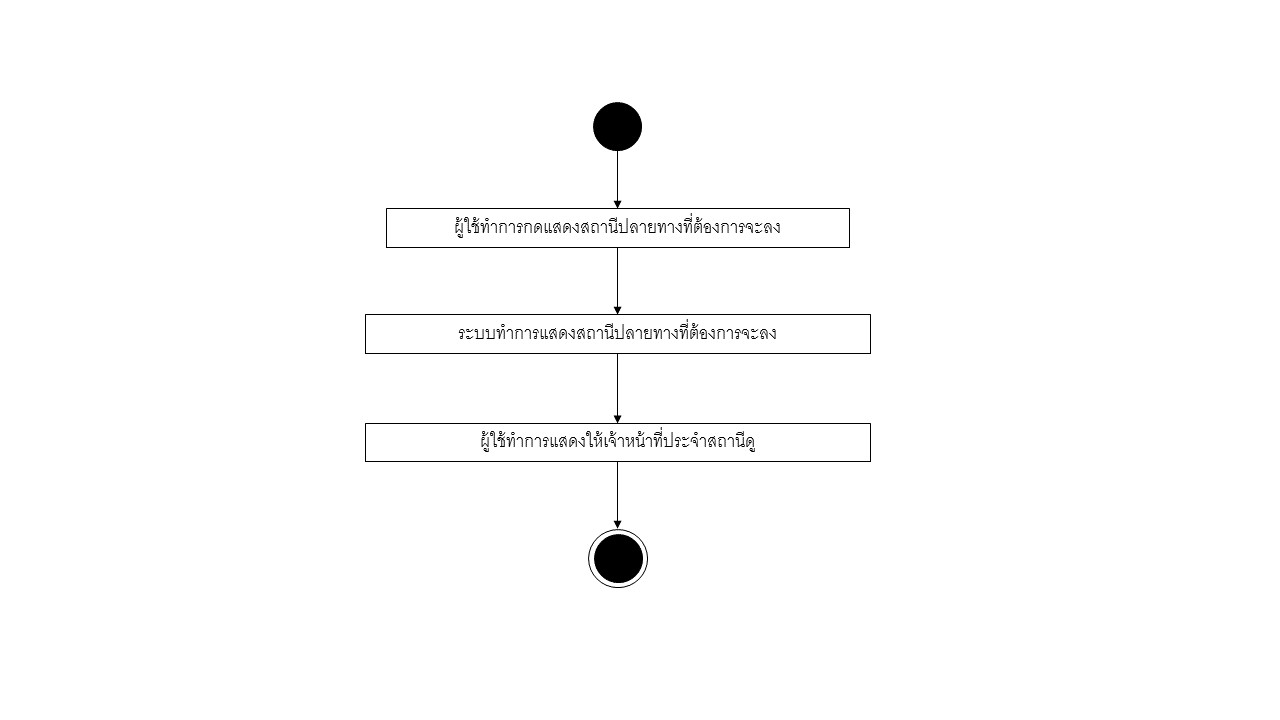 ผู้ใช้ทำการกดแสดงสถานีปลายทางที่ต้องการจะลง
ระบบทำการแสดงสถานีปลายทางที่ต้องการจะลง
ผู้ใช้ทำการแสดงให้เจ้าหน้าที่ประจำสถานีดู